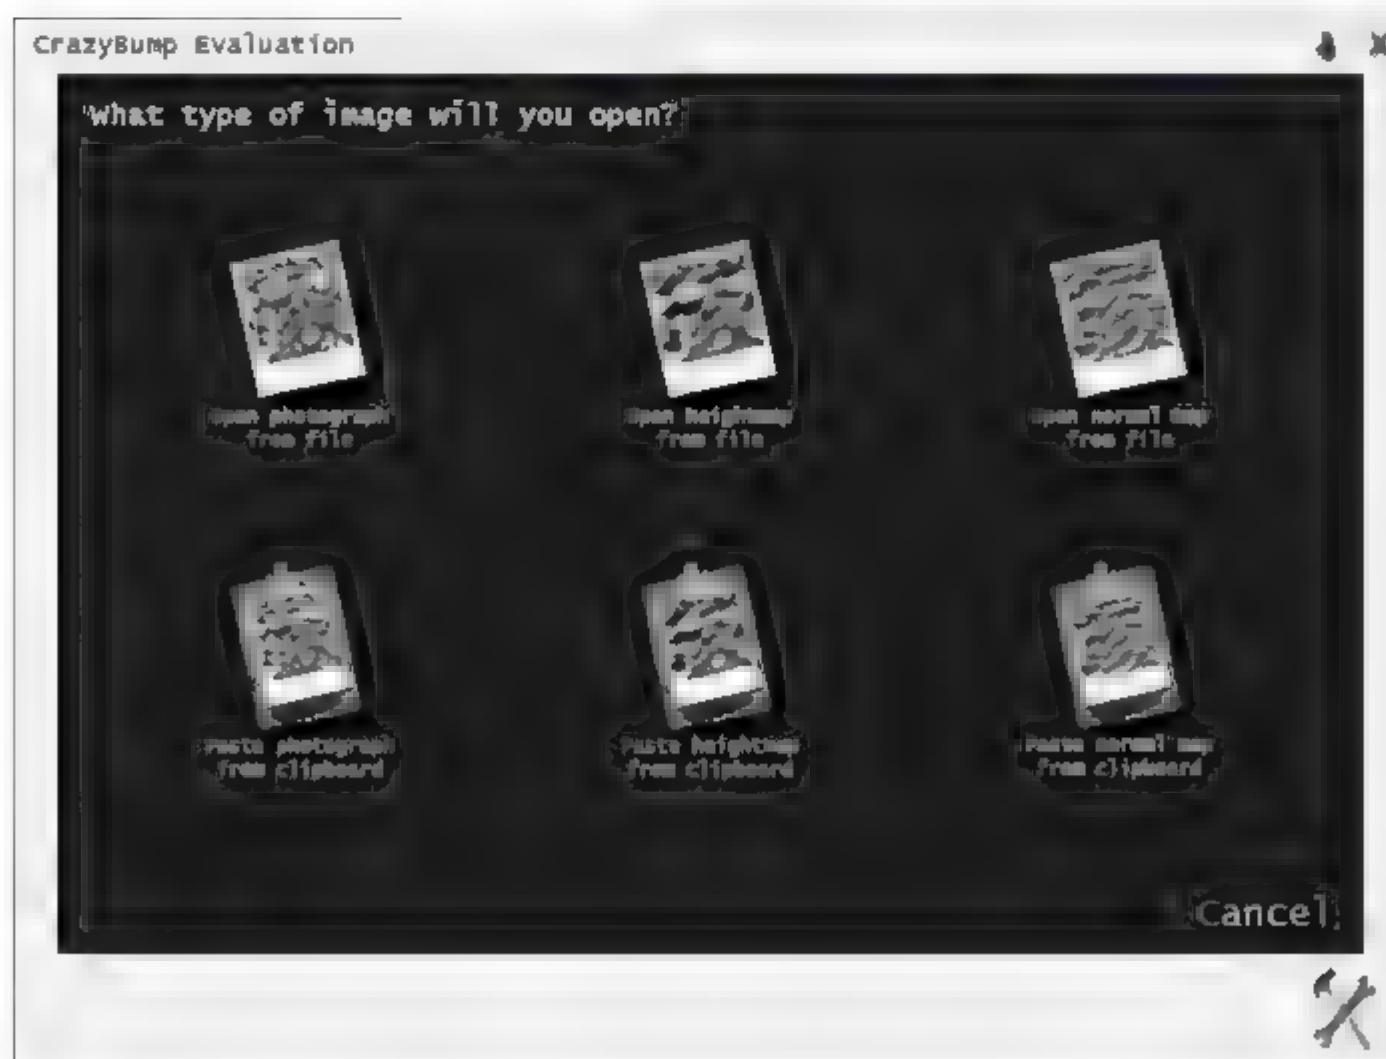 CrazyBump Evaluation
What type of image will you open?
Open photograph
from file
Open heightmap
from file
Open normal map
from file
Paste photograph
from clipboard
Paste heightmap
from clipboard
Paste normal map
from clipboard
Cancel